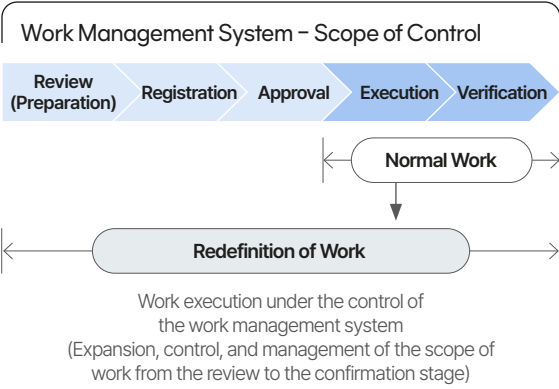 Work Management System – Scope of Control
Review
(Preparation)
Registration
Approval
Execution
Verification
Normal Work
Redefinition of Work
Work execution under the control of
the work management system
(Expansion, control, and management of the scope of
work from the review to the confirmation stage)